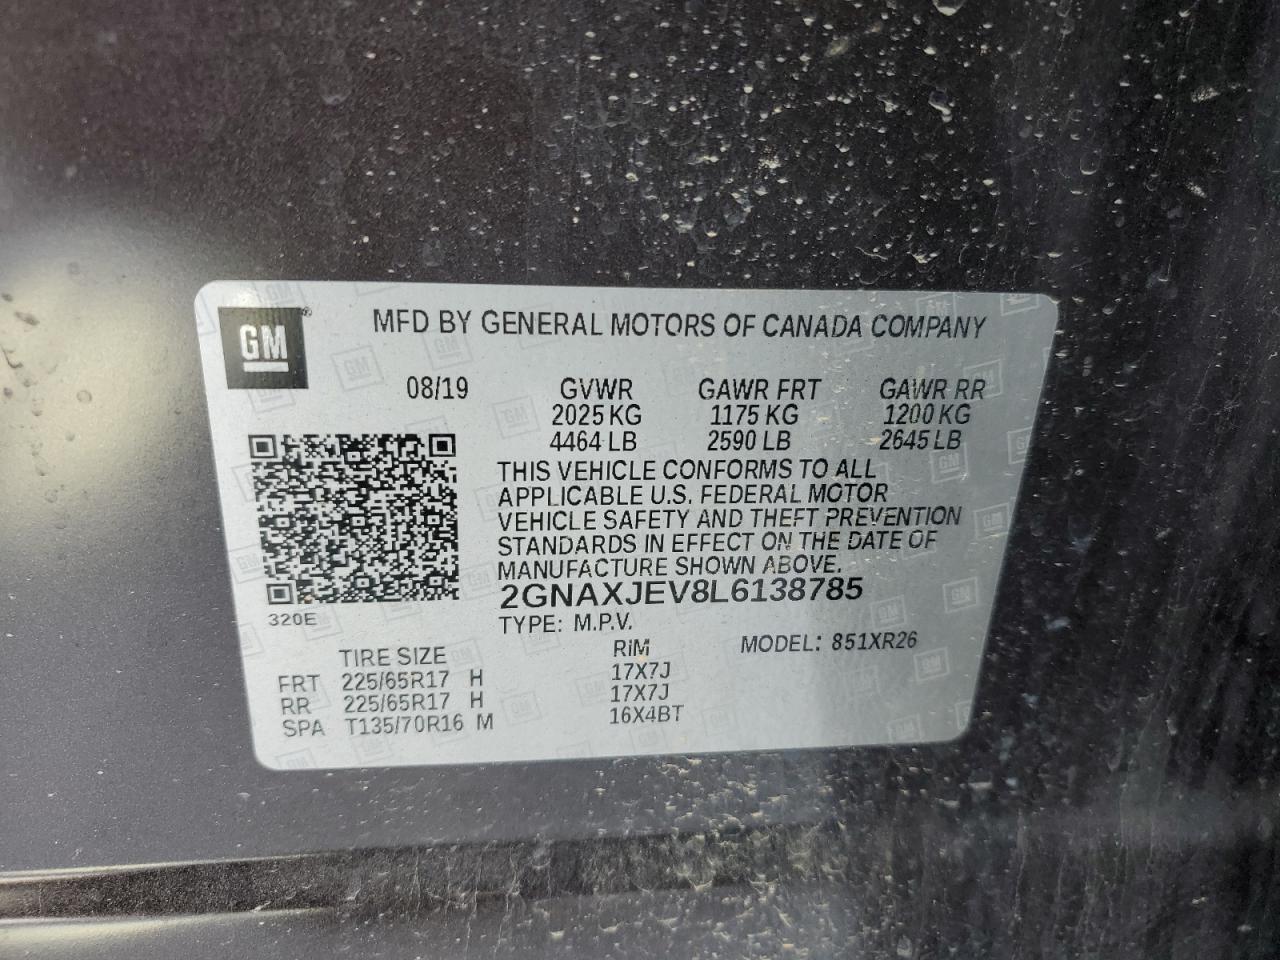 GM
MFD BY GENERAL MOTORS OF CANADA COMPANY
08/19 GVWR GAWR FRT GAWR RR
2025 KG 1175 KG 1200 KG
4464 LB 2590 LB 2645 LB
THIS VEHICLE CONFORMS TO ALL
APPLICABLE U.S. FEDERAL MOTOR
VEHICLE SAFETY AND THEFT PREVENTION
STANDARDS IN EFFECT ON THE DATE OF
MANUFACTURE SHOWN ABOVE.
2GNAXJEV8L6138785
320E
TYPE: M.P.V.
TIRE SIZE RIM MODEL: 851XR26
FRT 225/65R17 H 17X7J
RR 225/65R17 H 17X7J
SPA T135/70R16 M 16X4BT